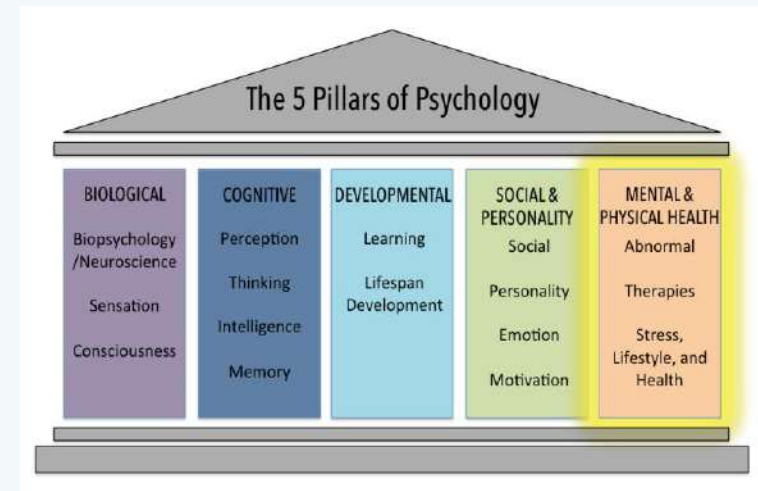 The 5 Pillars of Psychology
BIOLOGICAL
Biopsychology
/Neuroscience
Sensation
Consciousness
COGNITIVE
Perception
Thinking
Intelligence
Memory
DEVELOPMENTAL
Learning
Lifespan
Development
SOCIAL &
PERSONALITY
Social
Personality
Emotion
Motivation
MENTAL &
PHYSICAL HEALTH
Abnormal
Therapies
Stress,
Lifestyle, and
Health